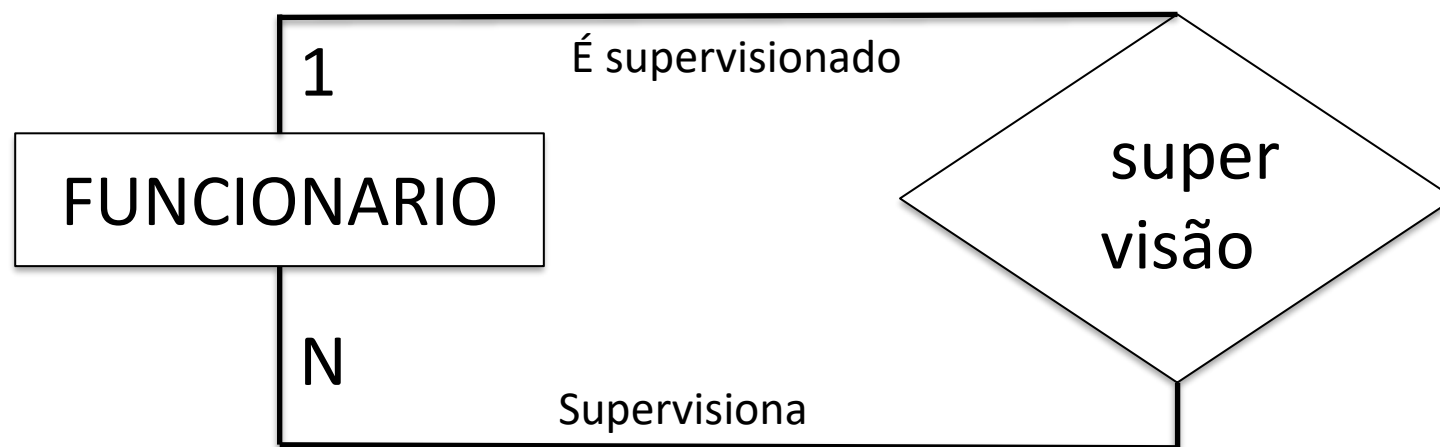 É supervisionado
1
super
FUNCIONARIO
visão
N
Supervisiona